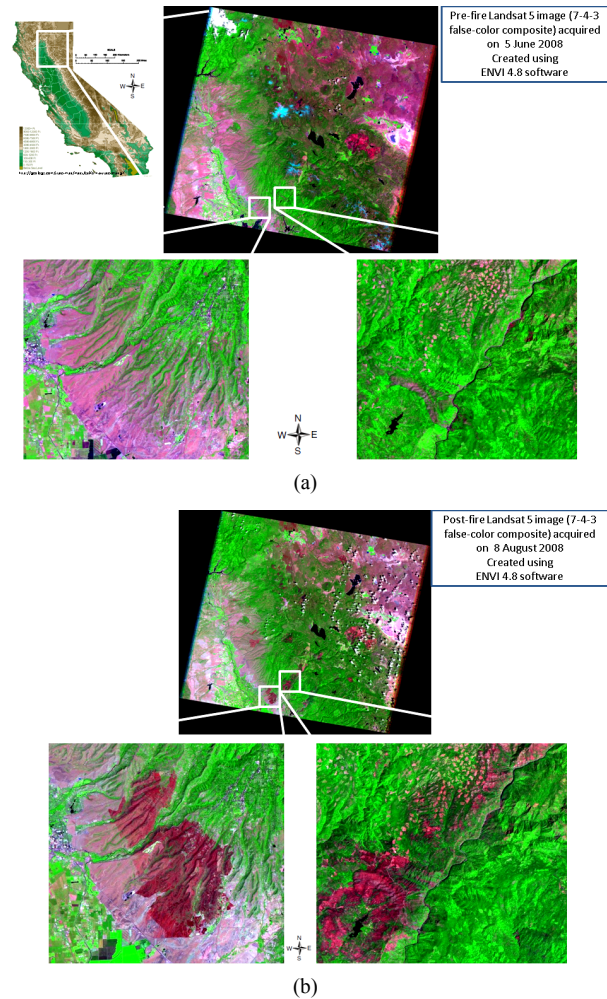 Pre-fire Landsat 5 image (7-4-3
false-color composite) acquired
on 5 June 2008
Created using
ENVI 4.8 software
N
W E
S
N
W E
S
(a)
Post-fire Landsat 5 image (7-4-3
false-color composite) acquired
on 8 August 2008
Created using
ENVI 4.8 software
N
W E
S
(b)